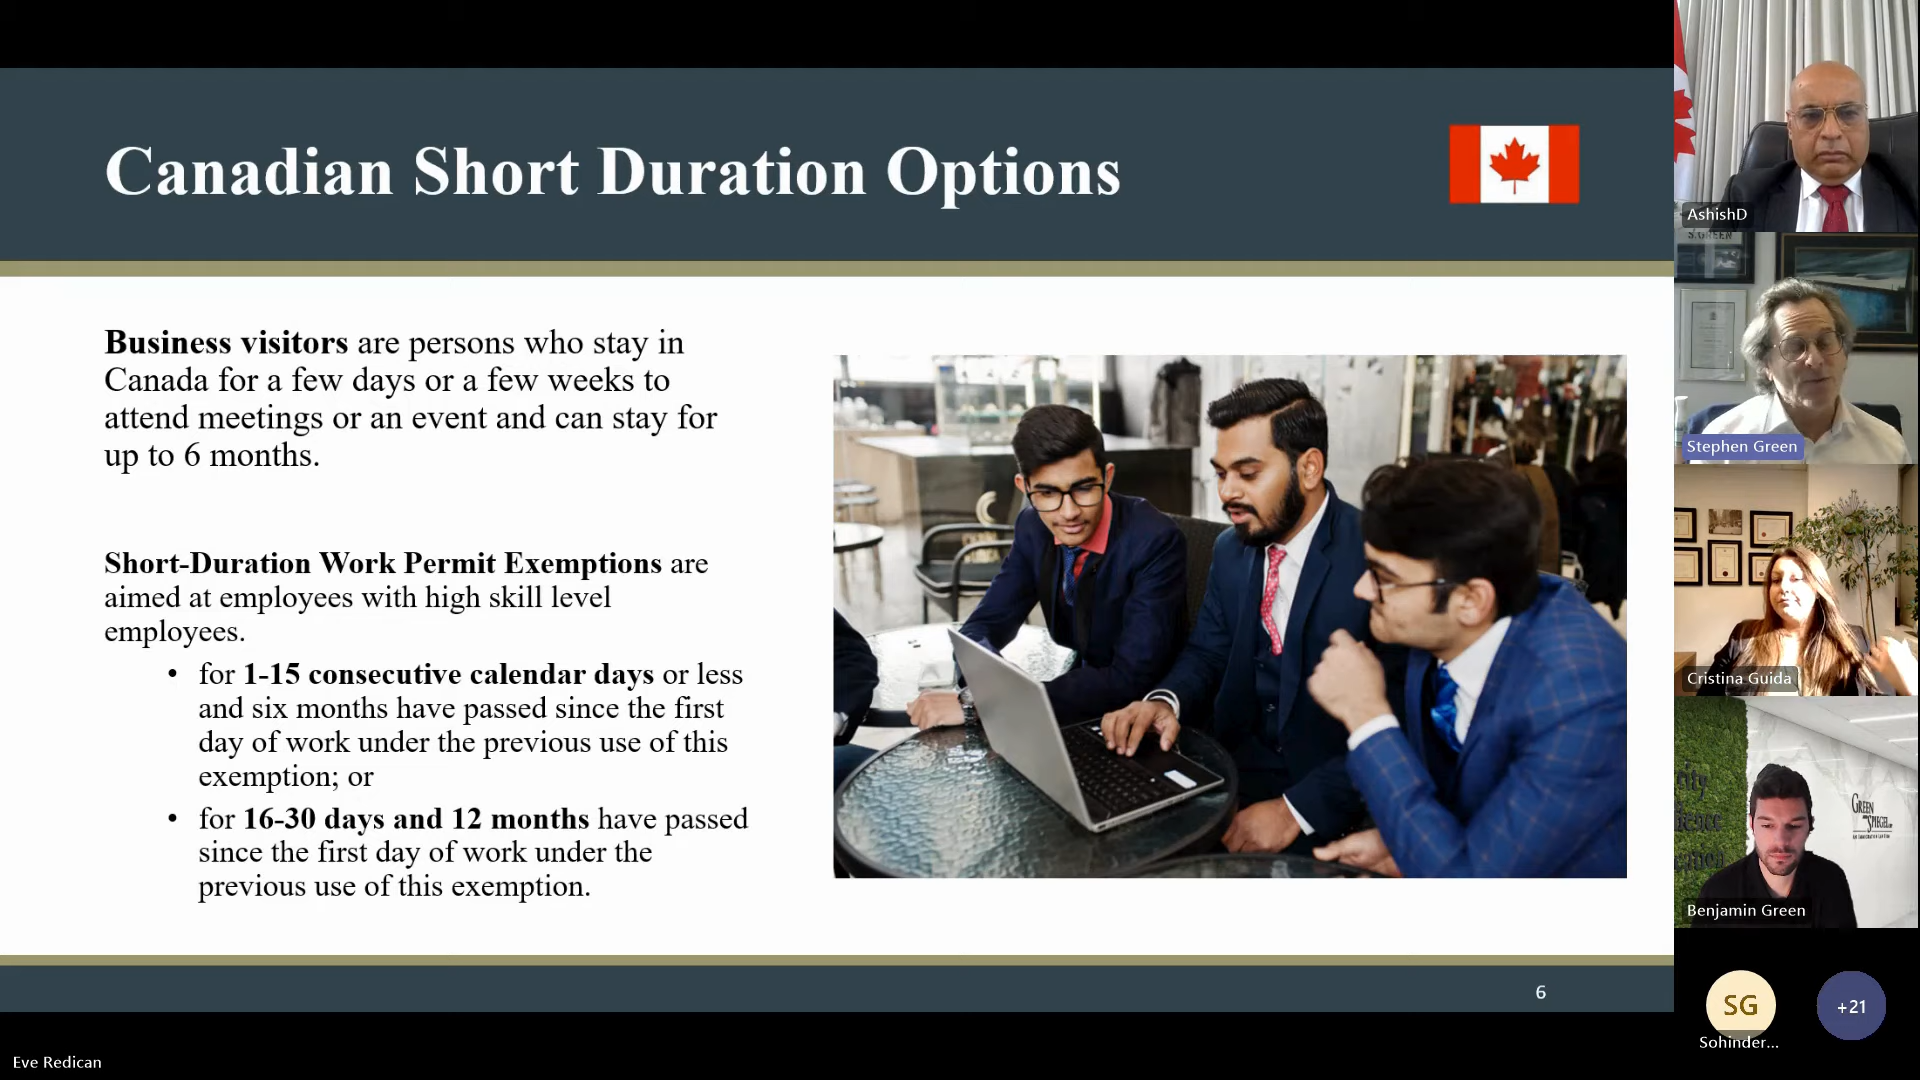 Canadian Short Duration Options
Business visitors are persons who stay in
Canada for a few days or a few weeks to
attend meetings or an event and can stay for
up to 6 months.
Short-Duration Work Permit Exemptions are
aimed at employees with high skill level
employees.
• for 1-15 consecutive calendar days or less
and six months have passed since the first
day of work under the previous use of this
exemption; or
• for 16-30 days and 12 months have passed
since the first day of work under the
previous use of this exemption.
6
Eve Redican
AshishD
S.GREEN
Stephen Green
Cristina Guida
GREEN
AND
SPIEGEL
Benjamin Green
SG
Sohinder...
+21